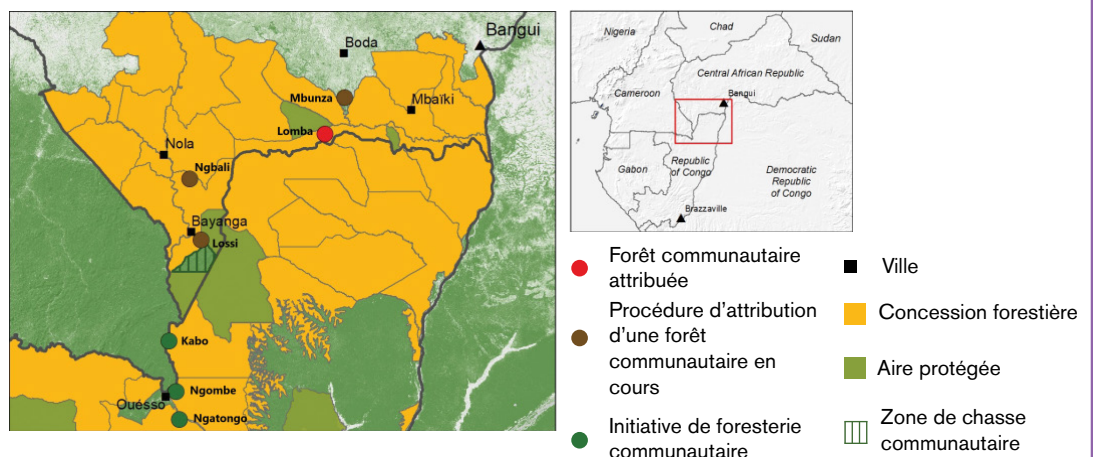 Bangui
Boda
Mbunza
Mbaïki
Lomba
Nola
Ngbali
Bayanga
Lossi
Kabo
Ngombe
Ouésso
Ngatongo
Nigeria
Chad
Sudan
Central African Republic
Cameroon
Bangui
Gabon
Republic
of Congo
Democratic
Republic
of Congo
Brazzaville
Forêt communautaire
attribuée
Procédure d'attribution
d'une forêt
communautaire en
cours
Initiative de foresterie
communautaire
Ville
Concession forestière
Aire protégée
Zone de chasse
communautaire